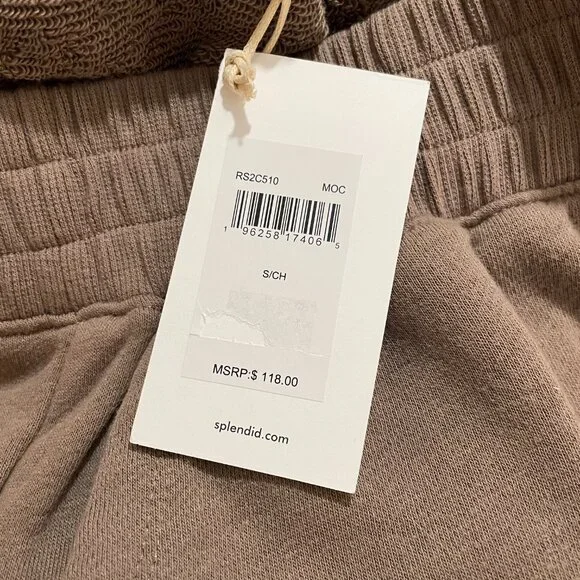 RS2C510 MOC
1 96258 17406 5
S/CH
MSRP:$ 118.00
splendid.com